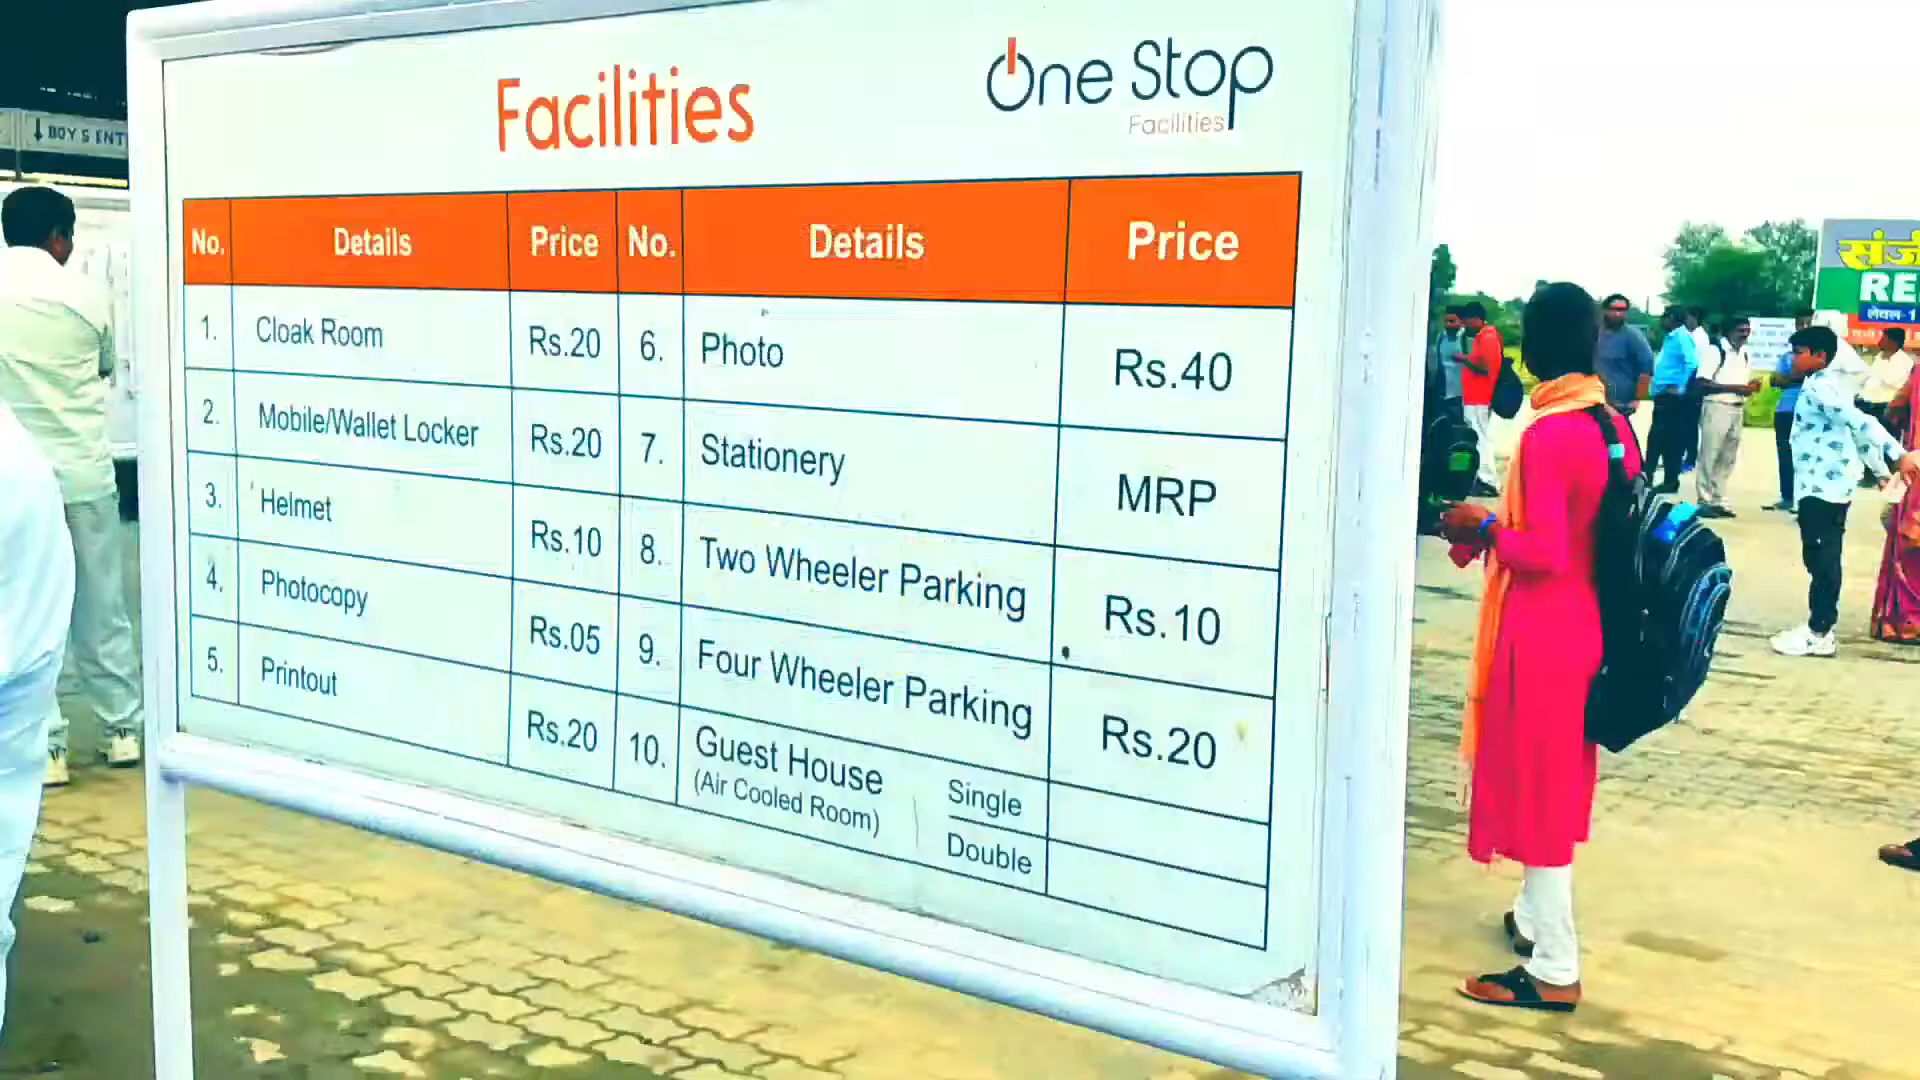 Facilities
One Stop
Facilities
No. Details Price No. Details Price
1. Cloak Room Rs.20 6. Photo Rs.40
2. Mobile/Wallet Locker Rs.20 7. Stationery MRP
3. Helmet Rs.10 8. Two Wheeler Parking Rs.10
4. Photocopy Rs.05 9. Four Wheeler Parking Rs.20
5. Printout Rs.20 10. Guest House Single
(Air Cooled Room) Double
BOY S ENT
RE
लेवल-1